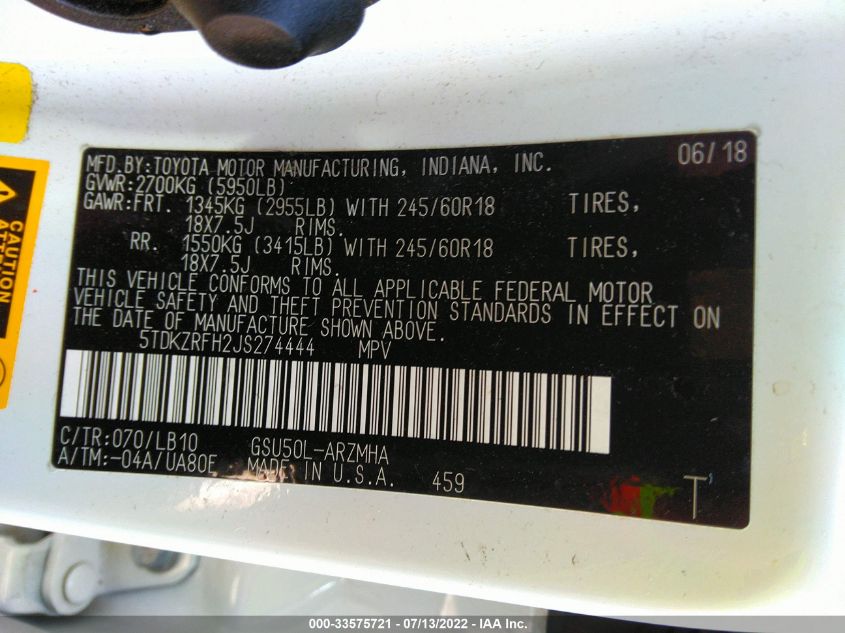 MFD.BY:TOYOTA MOTOR MANUFACTURING, INDIANA, INC. 06/18
GVWR:2700KG (5950LB)
GAWR:FRT. 1345KG (2955LB) WITH 245/60R18 TIRES,
18X7.5J RIMS.
RR. 1550KG (3415LB) WITH 245/60R18 TIRES,
18X7.5J RIMS.
THIS VEHICLE CONFORMS TO ALL APPLICABLE FEDERAL MOTOR
VEHICLE SAFETY AND THEFT PREVENTION STANDARDS IN EFFECT ON
THE DATE OF MANUFACTURE SHOWN ABOVE.
5TDKZRFH2JS274444 MPV
C/TR:070/LB10 GSU50L-ARZMHA
A/TM:-04A/UA80E MADE IN U.S.A. 459
T
CAUTION
000-33575721 - 07/13/2022 - IAA Inc.